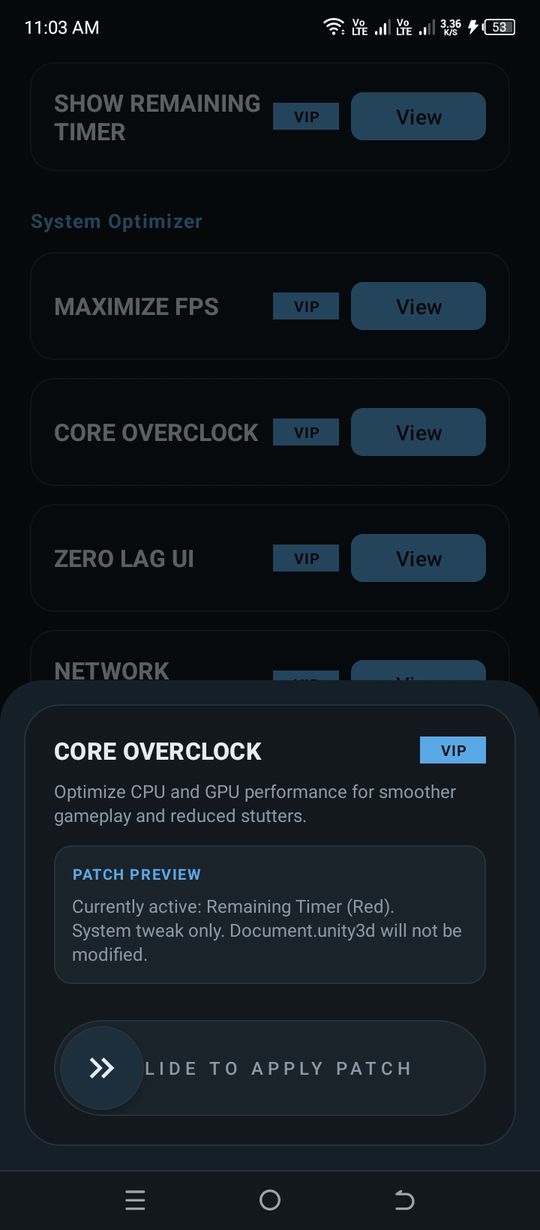 11:03 AM
Vo LTE Vo LTE 3.36 K/S 53
SHOW REMAINING
TIMER
VIP
View
System Optimizer
MAXIMIZE FPS
VIP
View
CORE OVERCLOCK
VIP
View
ZERO LAG UI
VIP
View
NETWORK
CORE OVERCLOCK
VIP
Optimize CPU and GPU performance for smoother
gameplay and reduced stutters.
PATCH PREVIEW
Currently active: Remaining Timer (Red).
System tweak only. Document.unity3d will not be
modified.
LIDE TO APPLY PATCH